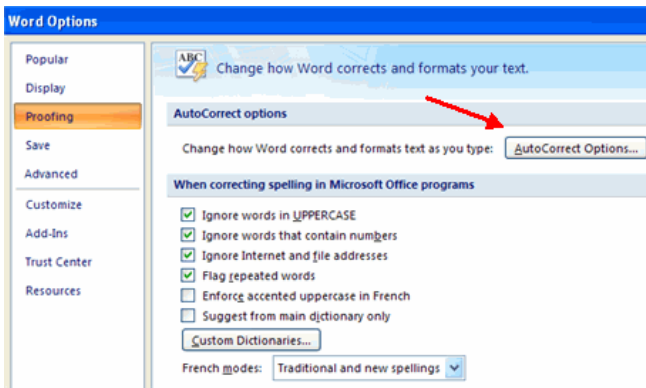 Word Options
Popular
Display
Proofing
Save
Advanced
Customize
Add-Ins
Trust Center
Resources
ABC
Change how Word corrects and formats your text.
AutoCorrect options
Change how Word corrects and formats text as you type: AutoCorrect Options...
When correcting spelling in Microsoft Office programs
Ignore words in UPPERCASE
Ignore words that contain numbers
Ignore Internet and file addresses
Flag repeated words
Enforce accented uppercase in French
Suggest from main dictionary only
Custom Dictionaries...
French modes: Traditional and new spellings